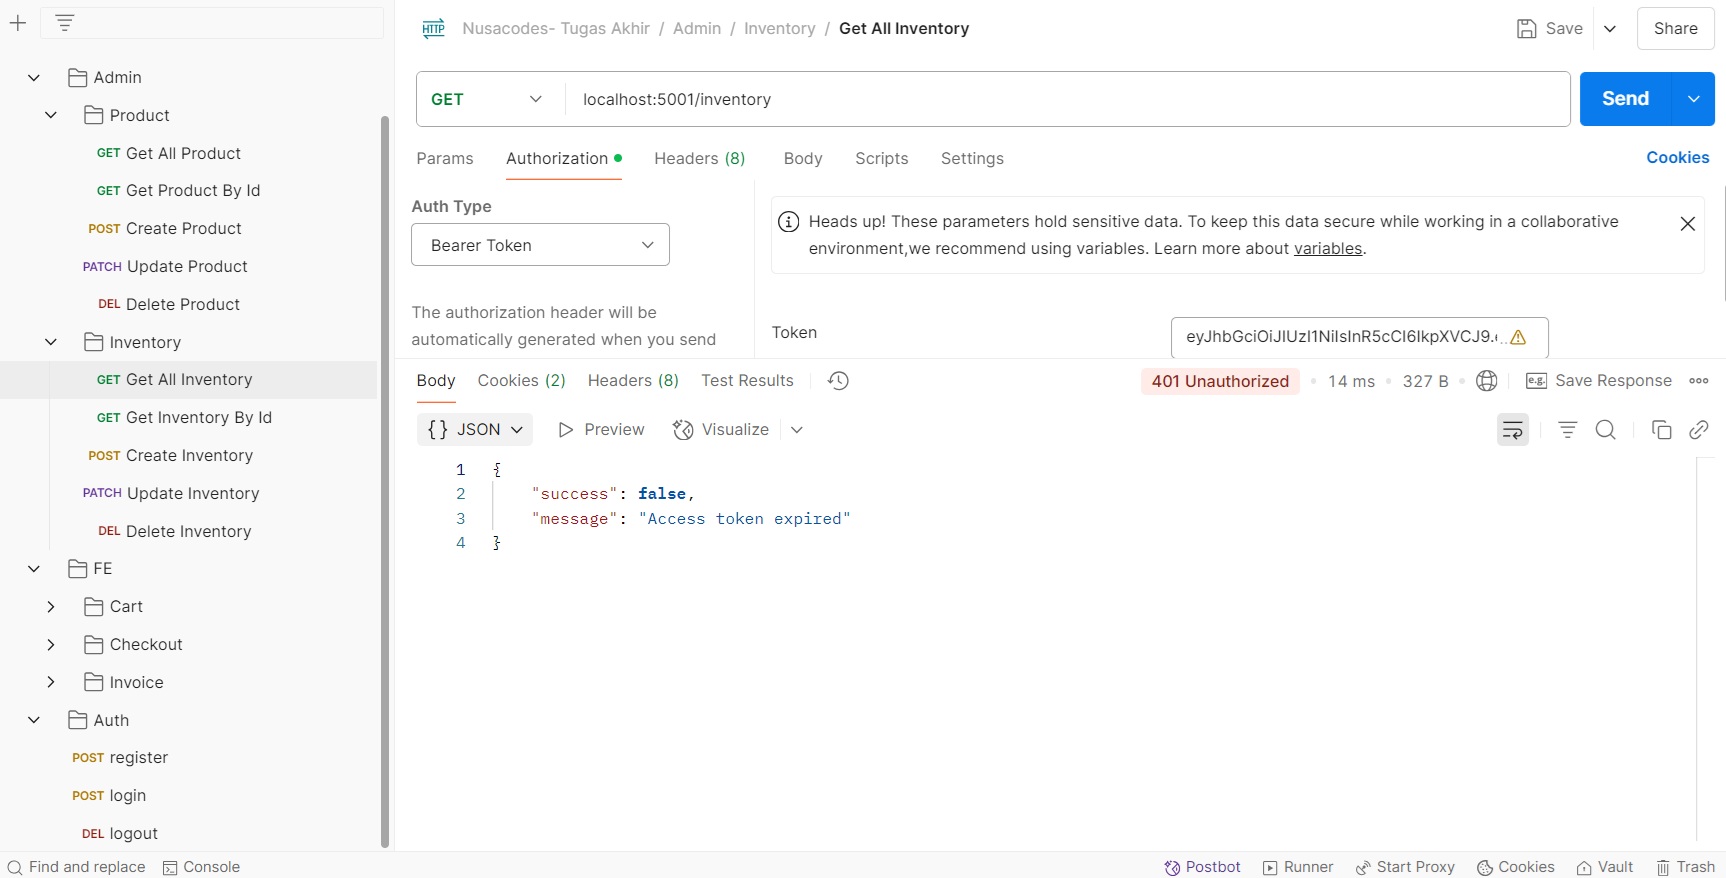 Nusacodes- Tugas Akhir / Admin / Inventory / Get All Inventory
Save
Share
Admin
Product
GET Get All Product
GET Get Product By Id
POST Create Product
PATCH Update Product
DEL Delete Product
Inventory
GET Get All Inventory
GET Get Inventory By Id
POST Create Inventory
PATCH Update Inventory
DEL Delete Inventory
FE
Cart
Checkout
Invoice
Auth
POST register
POST login
DEL logout
HTTP
GET localhost:5001/inventory
Send
Params Authorization Headers (8) Body Scripts Settings Cookies
Auth Type
Bearer Token
The authorization header will be
automatically generated when you send
Heads up! These parameters hold sensitive data. To keep this data secure while working in a collaborative
environment,we recommend using variables. Learn more about variables.
Token
Body Cookies (2) Headers (8) Test Results 401 Unauthorized 14 ms 327 B e.g. Save Response
{} JSON Preview Visualize
1 {
2 "success": false,
3 "message": "Access token expired"
4 }
Find and replace Console Postbot Runner Start Proxy Cookies Vault Trash